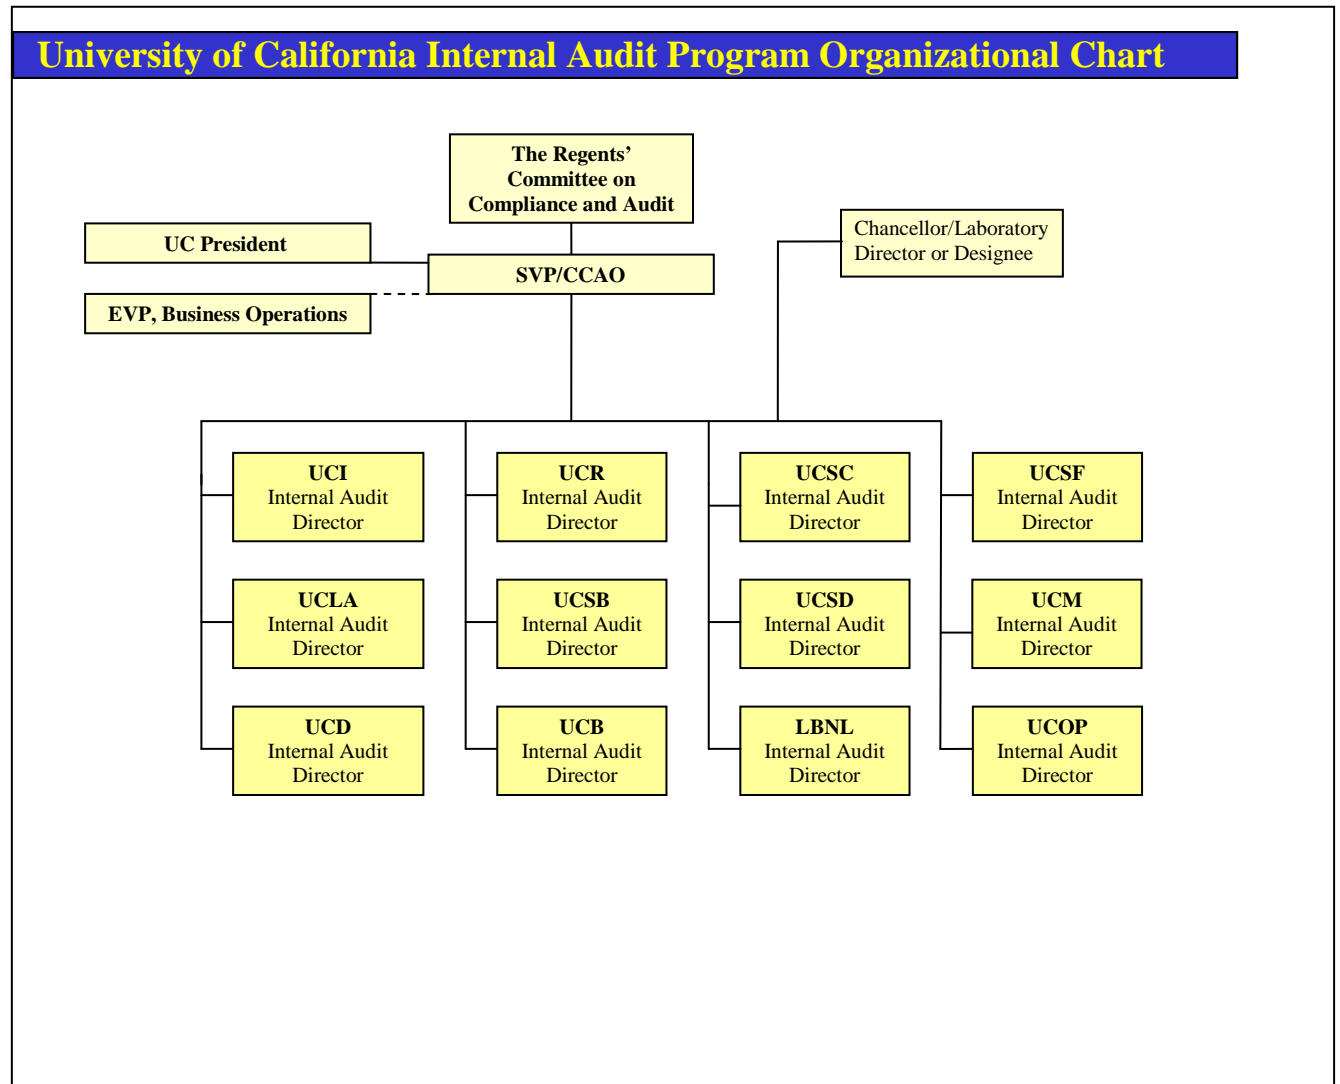 University of California Internal Audit Program Organizational Chart
The Regents’
Committee on
Compliance and Audit
Chancellor/Laboratory
Director or Designee
UC President
SVP/CCAO
EVP, Business Operations
UCI
Internal Audit
Director
UCR
Internal Audit
Director
UCSC
Internal Audit
Director
UCSF
Internal Audit
Director
UCLA
Internal Audit
Director
UCSB
Internal Audit
Director
UCSD
Internal Audit
Director
UCM
Internal Audit
Director
UCD
Internal Audit
Director
UCB
Internal Audit
Director
LBNL
Internal Audit
Director
UCOP
Internal Audit
Director